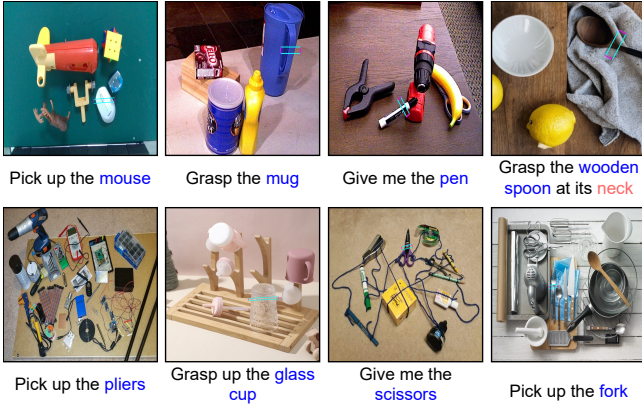 Pick up the mouse
Grasp the mug
Give me the pen
Grasp the wooden
spoon at its neck
Pick up the pliers
Grasp up the glass
cup
Give me the
scissors
Pick up the fork